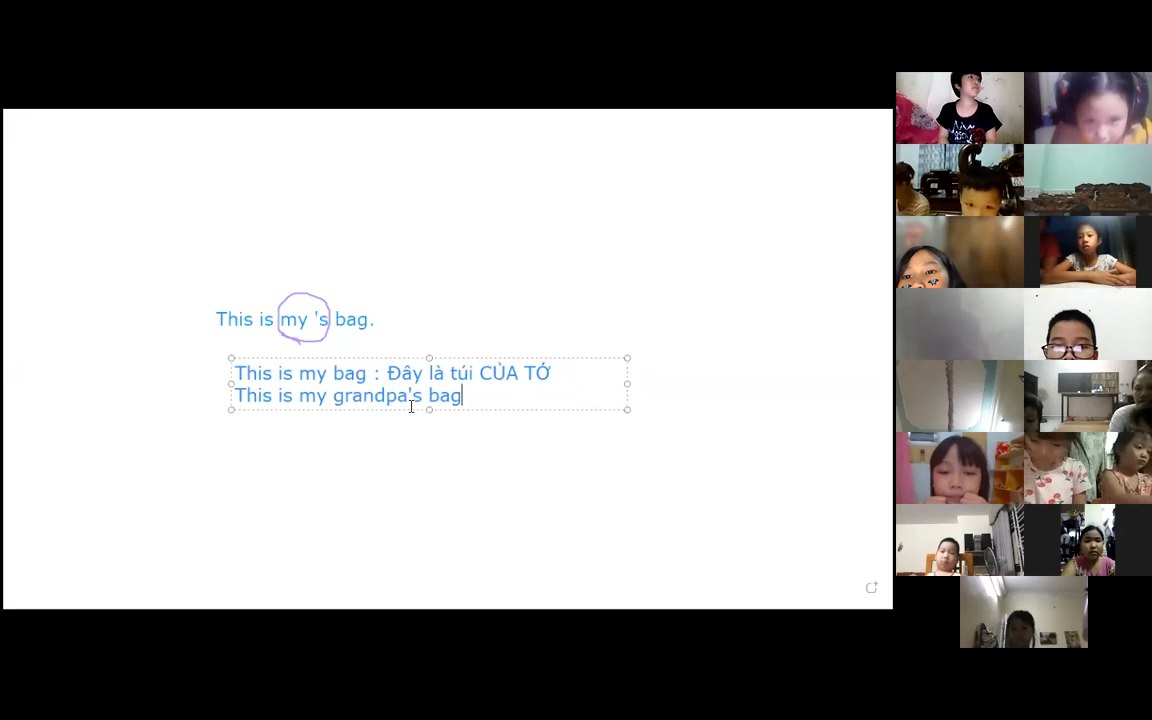 This is my 's bag.
This is my bag : Đây là túi CỦA TỚ
This is my grandpa's bag